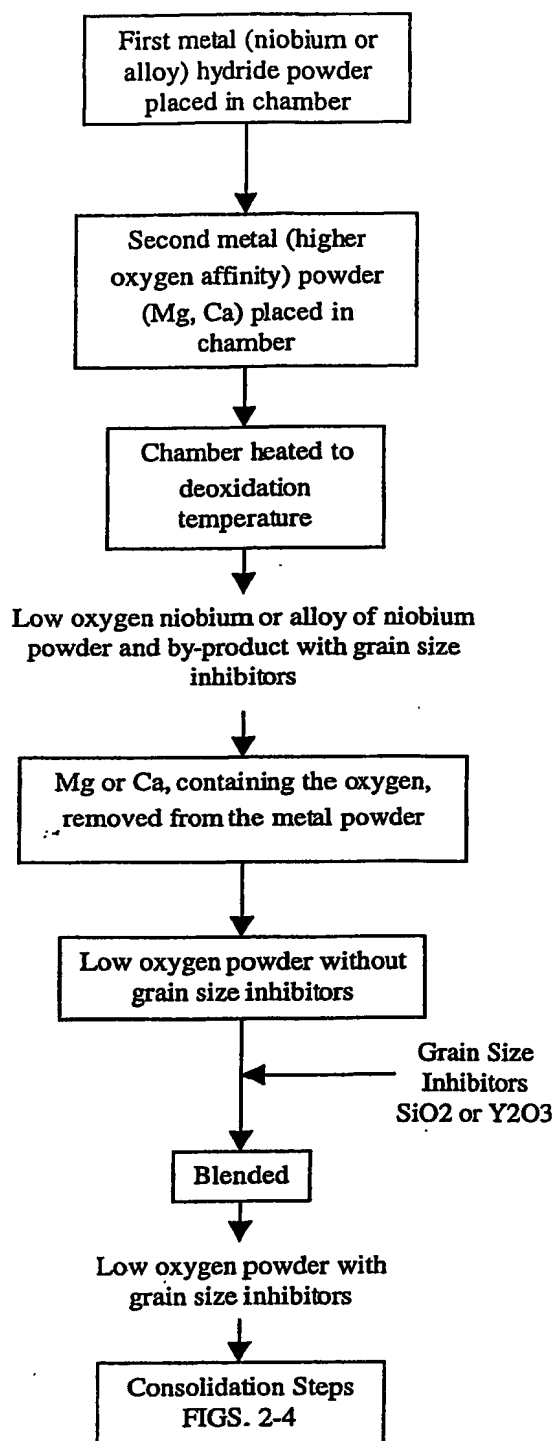 First metal (niobium or
alloy) hydride powder
placed in chamber
Second metal (higher
oxygen affinity) powder
(Mg, Ca) placed in
chamber
Chamber heated to
deoxidation
temperature
Low oxygen niobium or alloy of niobium
powder and by-product with grain size
inhibitors
Mg or Ca, containing the oxygen,
removed from the metal powder
Low oxygen powder without
grain size inhibitors
Grain Size
Inhibitors
SiO2 or Y2O3
Blended
Low oxygen powder with
grain size inhibitors
Consolidation Steps
FIGS. 2-4